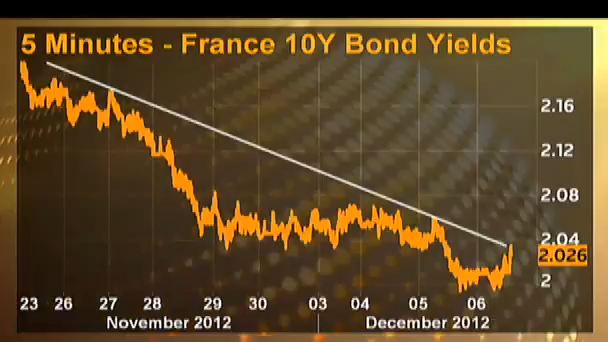 5 Minutes - France 10Y Bond Yields
2.16
2.12
2.08
2.04
2.026
2
23 26 27 28 29 30 03 04 05 06
November 2012 December 2012